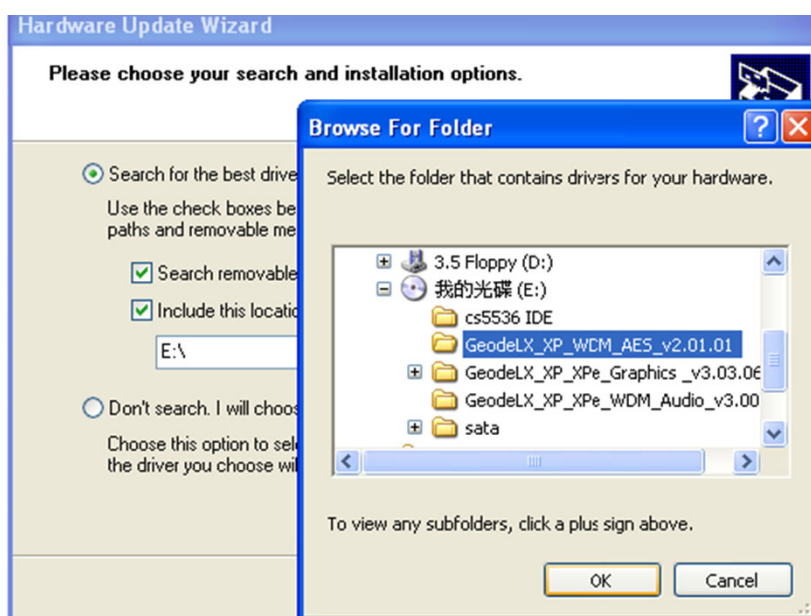 Hardware Update Wizard
Please choose your search and installation options.
Browse For Folder
Search for the best drive
Select the folder that contains drivers for your hardware.
Use the check boxes be
paths and removable me
Search removable
Include this locatio
E:\
3.5 Floppy (D:)
我的光碟 (E:)
cs5536 IDE
GeodeLX_XP_WDM_AES_v2.01.01
GeodeLX_XP_XPe_Graphics _v3.03.06
GeodeLX_XP_XPe_WDM_Audio_v3.00
sata
Don't search. I will choos
Choose this option to sele
the driver you choose wil
To view any subfolders, click a plus sign above.
OK
Cancel